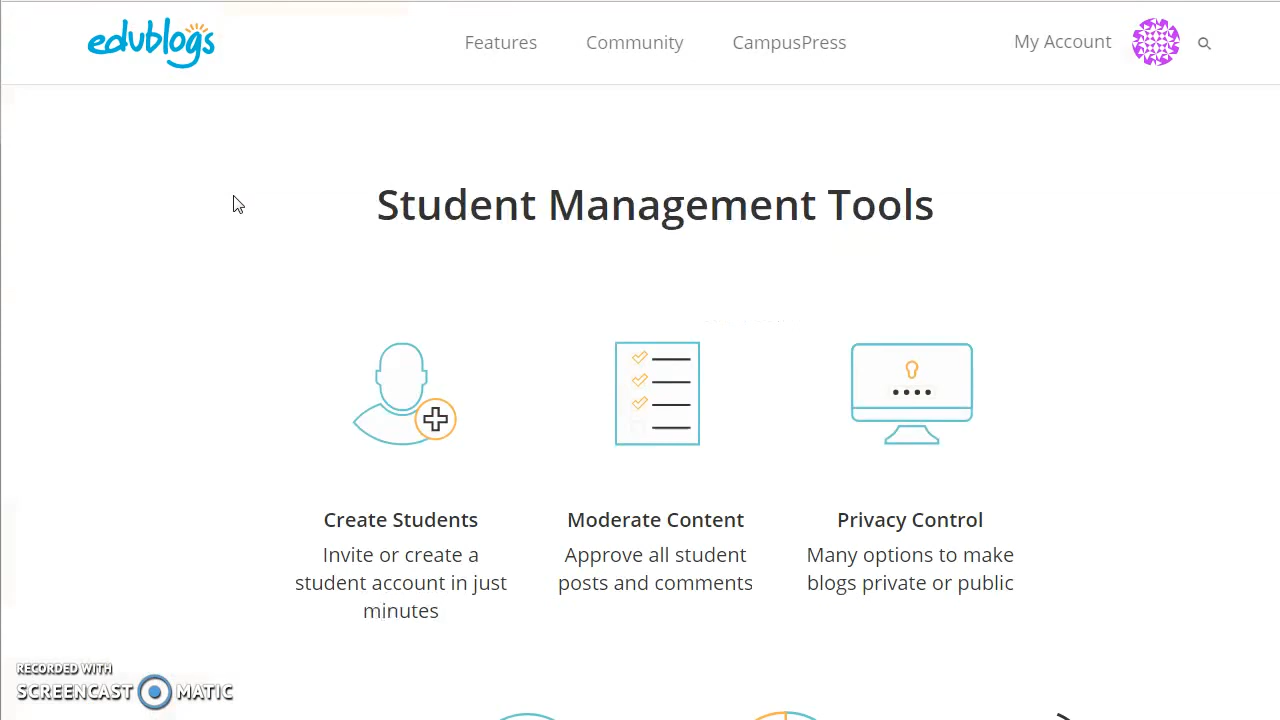 edublogs
Features
Community
CampusPress
My Account
Student Management Tools
Create Students
Invite or create a
student account in just
minutes
Moderate Content
Approve all student
posts and comments
Privacy Control
Many options to make
blogs private or public
RECORDED WITH
SCREENCAST MATIC